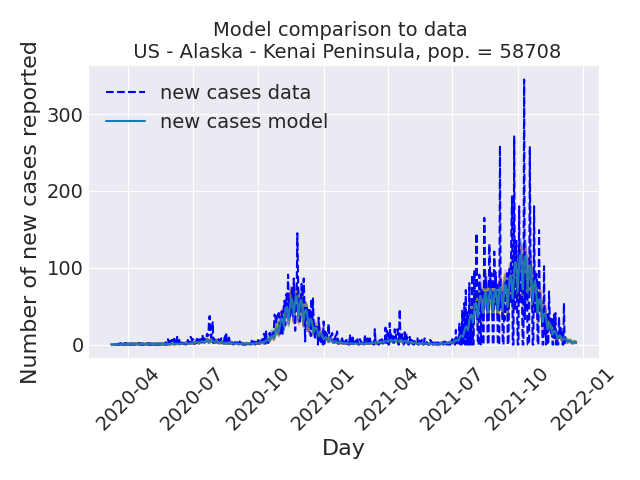 Model comparison to data
US - Alaska - Kenai Peninsula, pop. = 58708
Number of new cases reported
new cases data
new cases model
300
200
100
0
2020-04
2020-07
2020-10
2021-01
2021-04
2021-07
2021-10
2022-01
Day